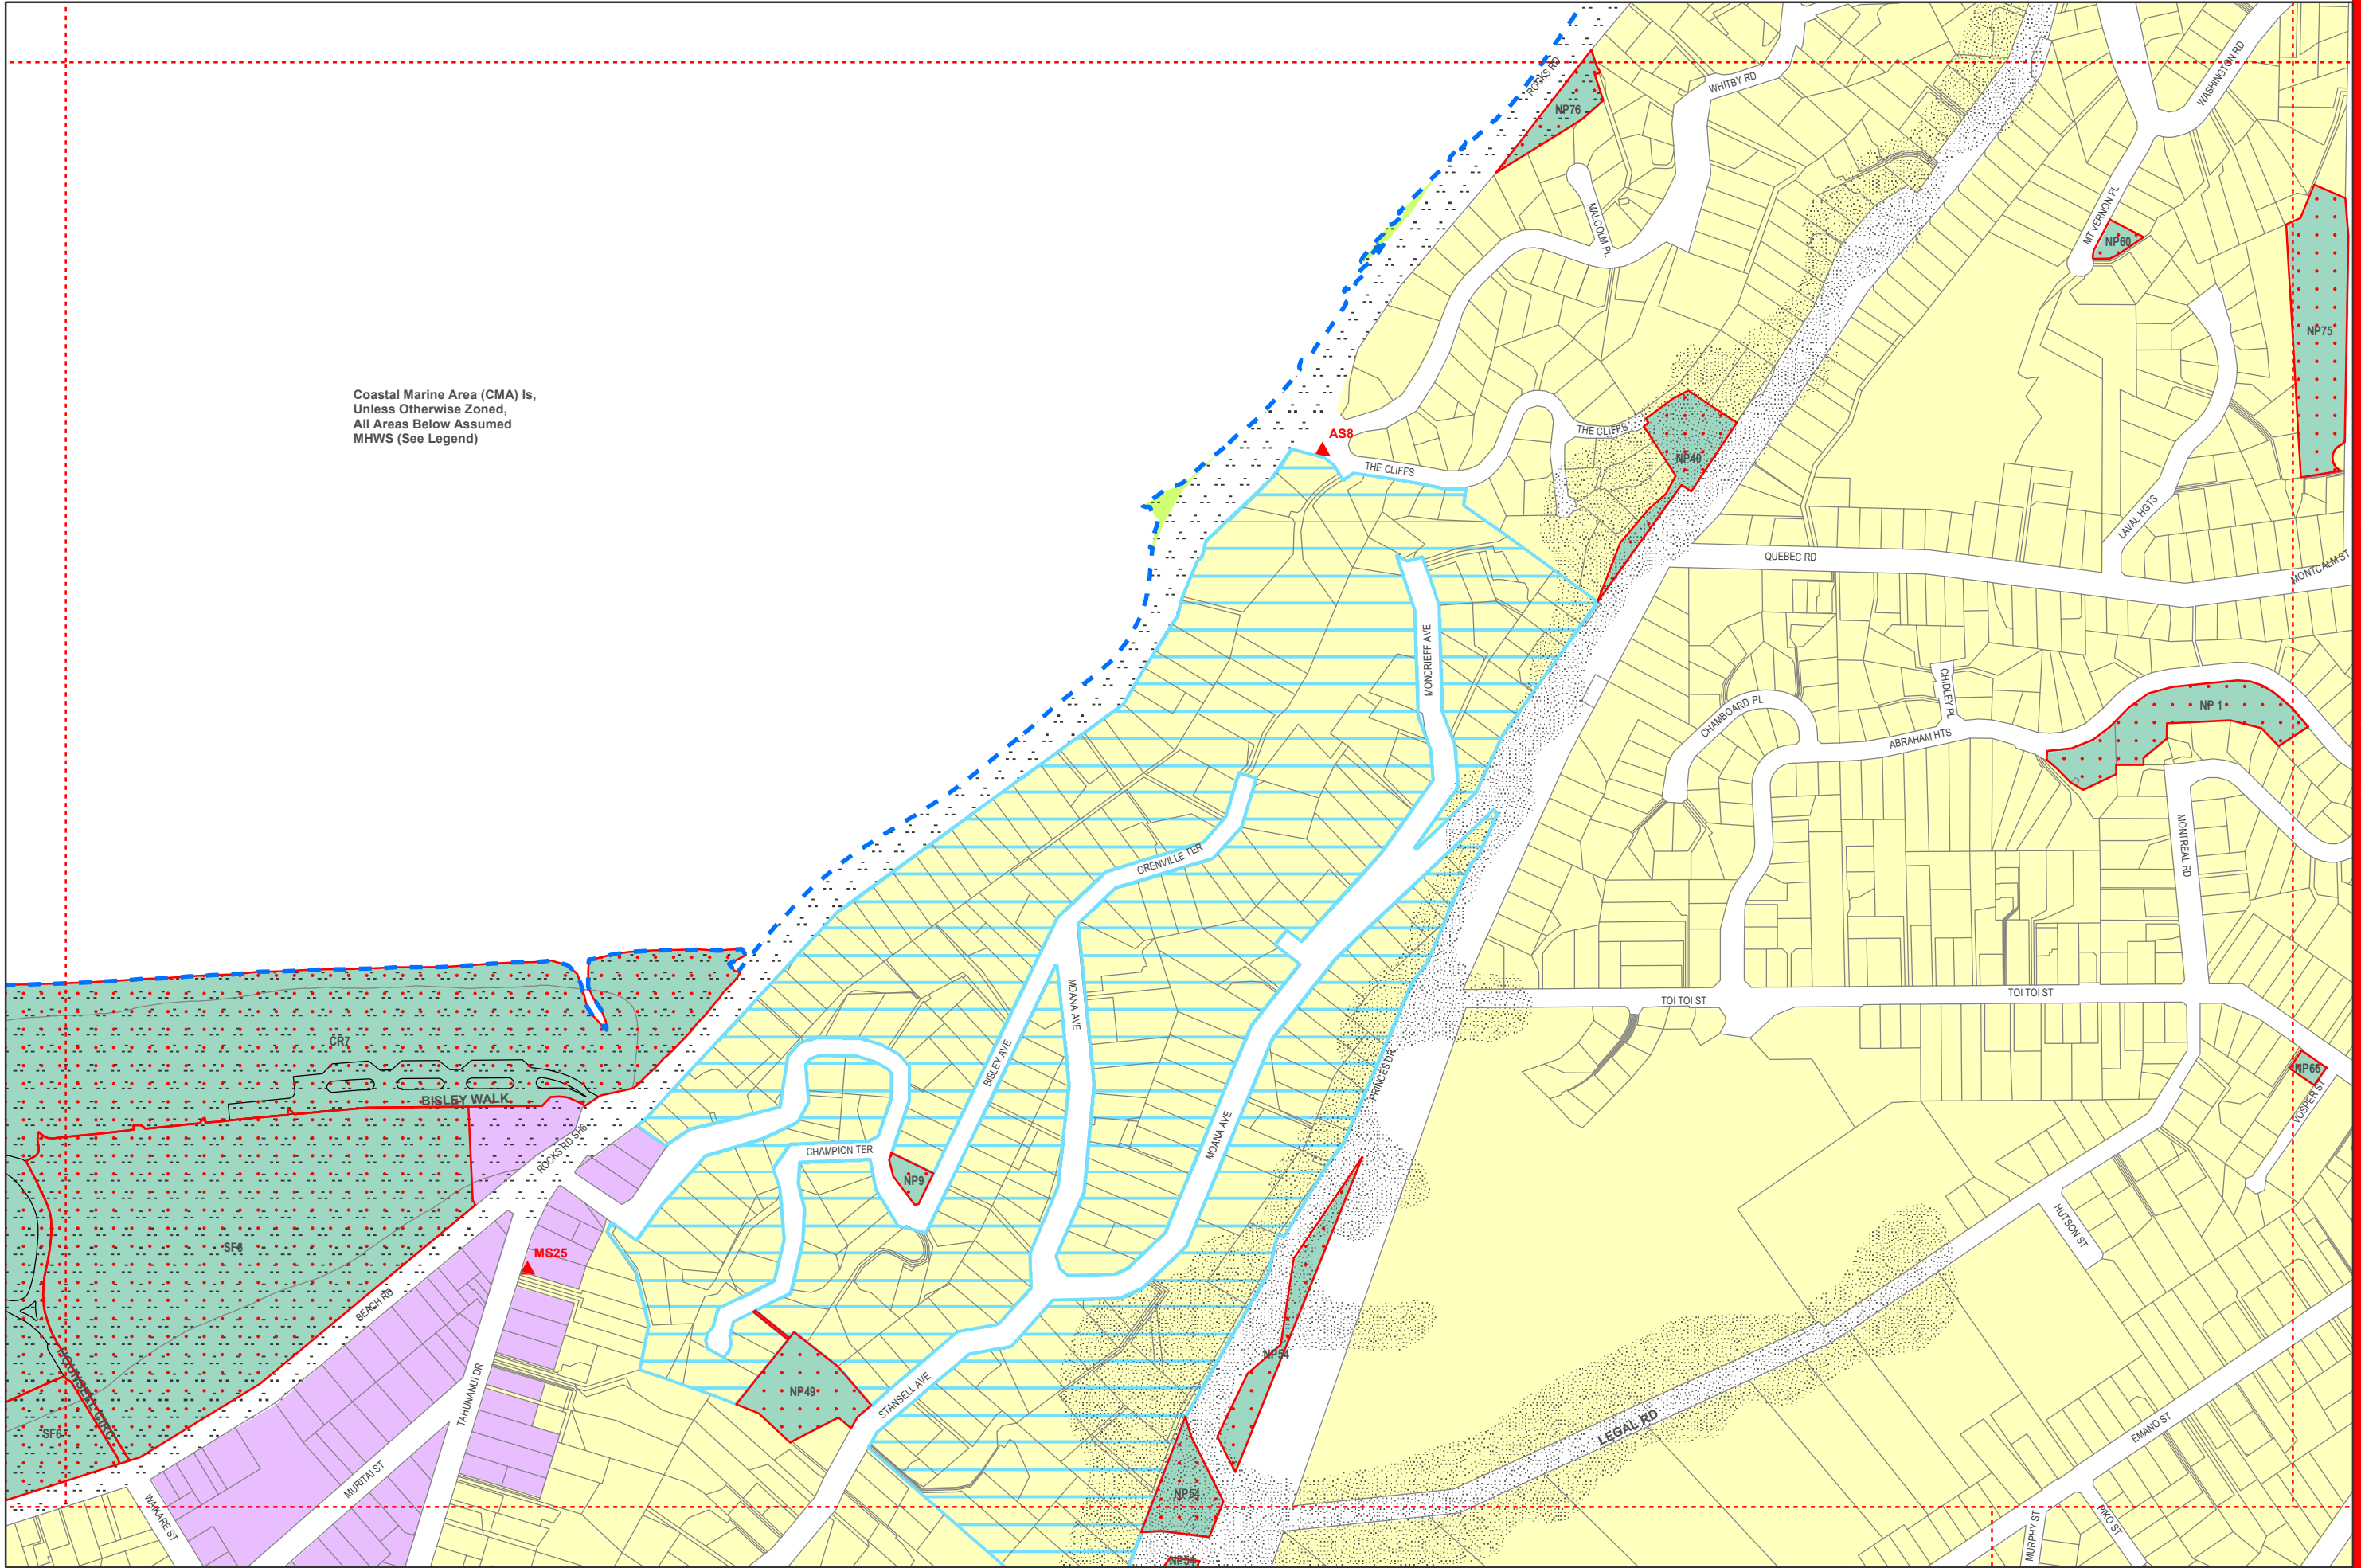 ROCKS RD
WHITBY RD
WASHINGTON RD
NP76
MALCOLM PL
MT VERNON PL
NP60
NP75
Coastal Marine Area (CMA) Is,
Unless Otherwise Zoned,
All Areas Below Assumed
MHWS (See Legend)
AS8
THE CLIFFS
THE CLIFFS
NP40
LAVAL HGTS
QUEBEC RD
MONTCALM ST
MONCRIEFF AVE
CHIDLEY PL
CHAMBOARD PL
NP 1
ABRAHAM HTS
GRENVILLE TER
MONTREAL RD
MOANA AVE
TOI TOI ST
TOI TOI ST
CR7
BISLEY AVE
PRINCES DR
NP66
VOSPER ST
BISLEY WALK
ROCKS RD SH6
CHAMPION TER
MOANA AVE
NP9
HUTSON ST
SF6
MS25
BEACH RD
NP54
TAHUNANUI DR
NP49
STANSELL AVE
HOUNSELL CIRC
SF6
LEGAL RD
EMANO ST
MURITAI ST
NP54
WAIKARE ST
MURPHY ST
PIKO ST
NP54